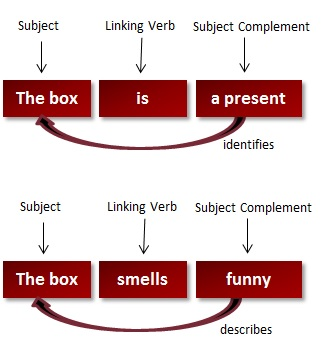 Subject Linking Verb Subject Complement
The box is a present
identifies
Subject Linking Verb Subject Complement
The box smells funny
describes